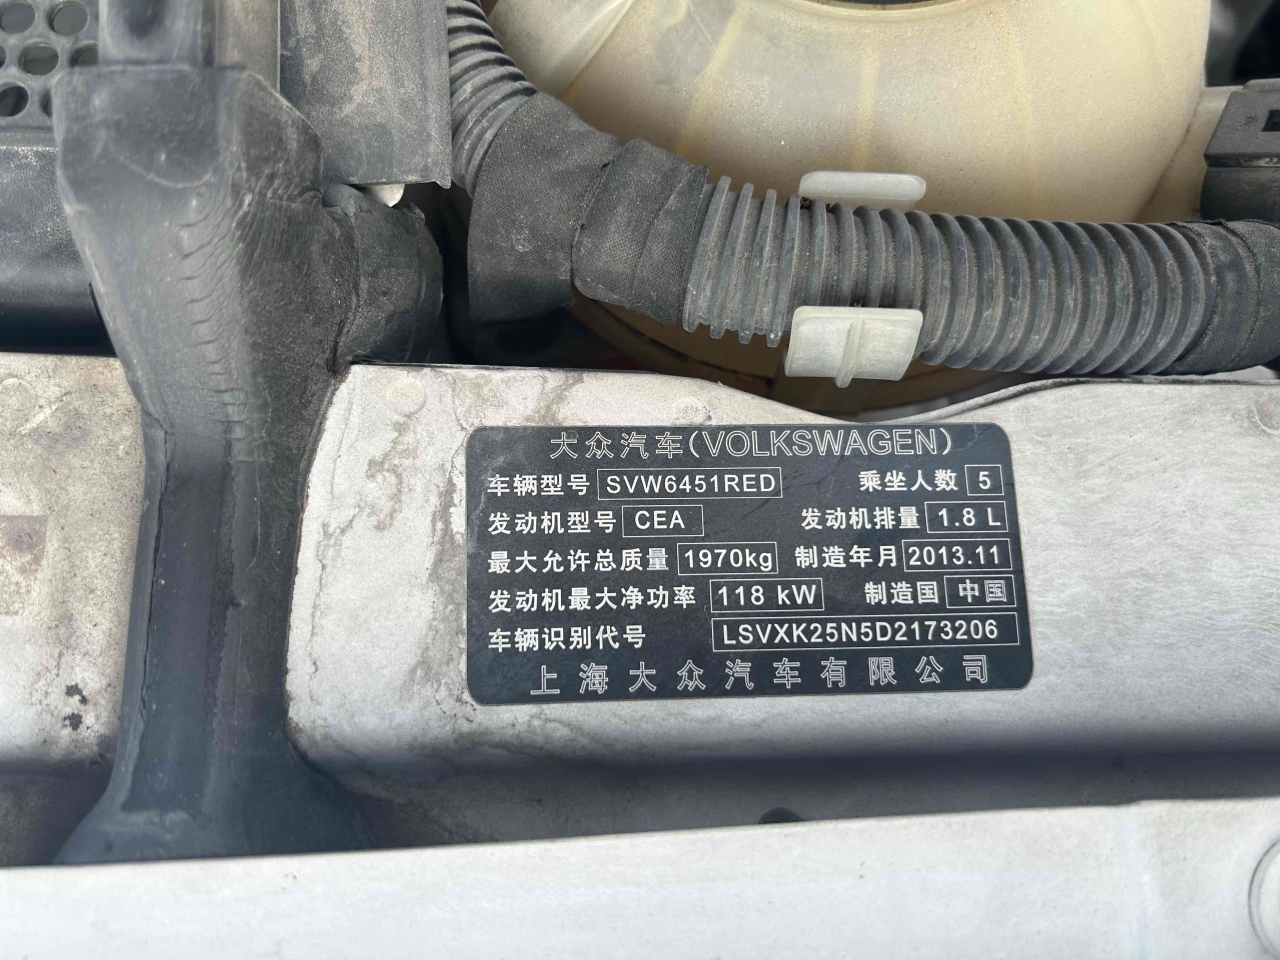 大众汽车(VOLKSWAGEN)
车辆型号 SVW6451RED 乘坐人数 5
发动机型号 CEA 发动机排量 1.8 L
最大允许总质量 1970kg 制造年月 2013.11
发动机最大净功率 118 kW 制造国 中国
车辆识别代号 LSVXK25N5D2173206
上海大众汽车有限公司